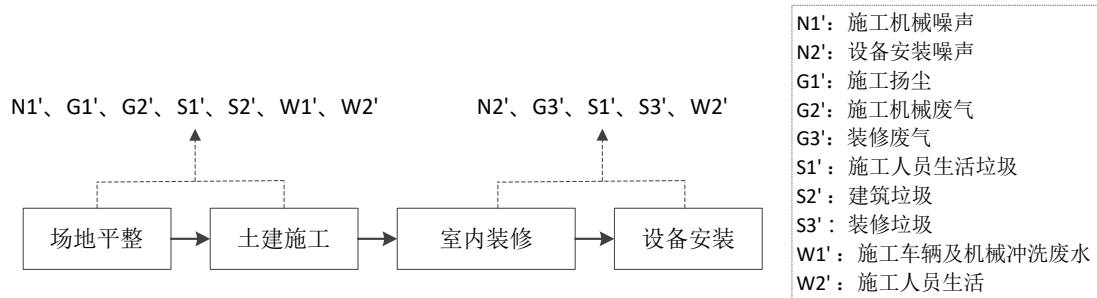 N1'、G1'、G2'、S1'、S2'、W1'、W2'
N2'、G3'、S1'、S3'、W2'
场地平整
土建施工
室内装修
设备安装
N1'：施工机械噪声
N2'：设备安装噪声
G1'：施工扬尘
G2'：施工机械废气
G3'：装修废气
S1'：施工人员生活垃圾
S2'：建筑垃圾
S3'：装修垃圾
W1'：施工车辆及机械冲洗废水
W2'：施工人员生活